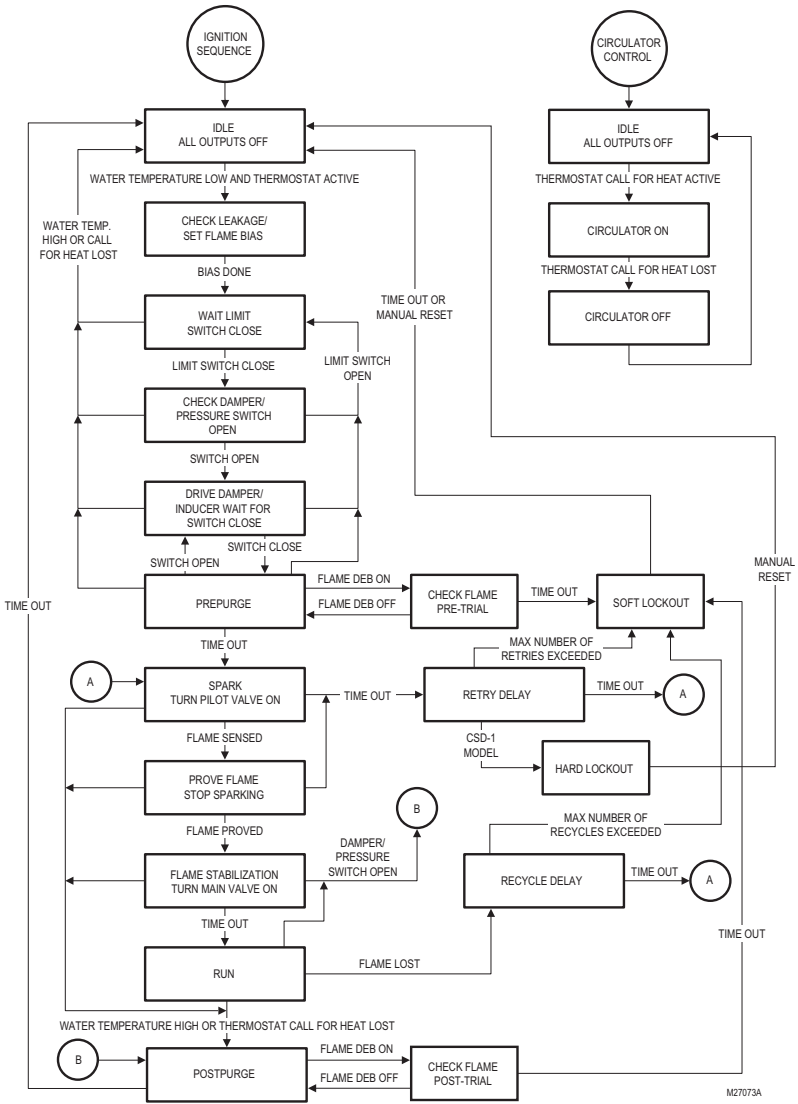 IGNITION
SEQUENCE
CIRCULATOR
CONTROL
IDLE
ALL OUTPUTS OFF
IDLE
ALL OUTPUTS OFF
WATER TEMPERATURE LOW AND THERMOSTAT ACTIVE
THERMOSTAT CALL FOR HEAT ACTIVE
WATER TEMP.
HIGH OR CALL
FOR HEAT LOST
CHECK LEAKAGE/
SET FLAME BIAS
CIRCULATOR ON
BIAS DONE
THERMOSTAT CALL FOR HEAT LOST
TIME OUT OR
MANUAL RESET
WAIT LIMIT
SWITCH CLOSE
CIRCULATOR OFF
LIMIT SWITCH CLOSE
LIMIT SWITCH
OPEN
CHECK DAMPER/
PRESSURE SWITCH
OPEN
SWITCH OPEN
DRIVE DAMPER/
INDUCER WAIT FOR
SWITCH CLOSE
SWITCH CLOSE
SWITCH OPEN
MANUAL
RESET
TIME OUT
PREPURGE
FLAME DEB ON
FLAME DEB OFF
CHECK FLAME
PRE-TRIAL
TIME OUT
SOFT LOCKOUT
TIME OUT
MAX NUMBER OF
RETRIES EXCEEDED
A
SPARK
TURN PILOT VALVE ON
TIME OUT
RETRY DELAY
TIME OUT
A
FLAME SENSED
CSD-1
MODEL
PROVE FLAME
STOP SPARKING
HARD LOCKOUT
B
FLAME PROVED
MAX NUMBER OF
RECYCLES EXCEEDED
DAMPER/
PRESSURE
SWITCH OPEN
FLAME STABILIZATION
TURN MAIN VALVE ON
RECYCLE DELAY
TIME OUT
A
TIME OUT
TIME OUT
RUN
FLAME LOST
WATER TEMPERATURE HIGH OR THERMOSTAT CALL FOR HEAT LOST
B
POSTPURGE
FLAME DEB ON
FLAME DEB OFF
CHECK FLAME
POST-TRIAL
M27073A